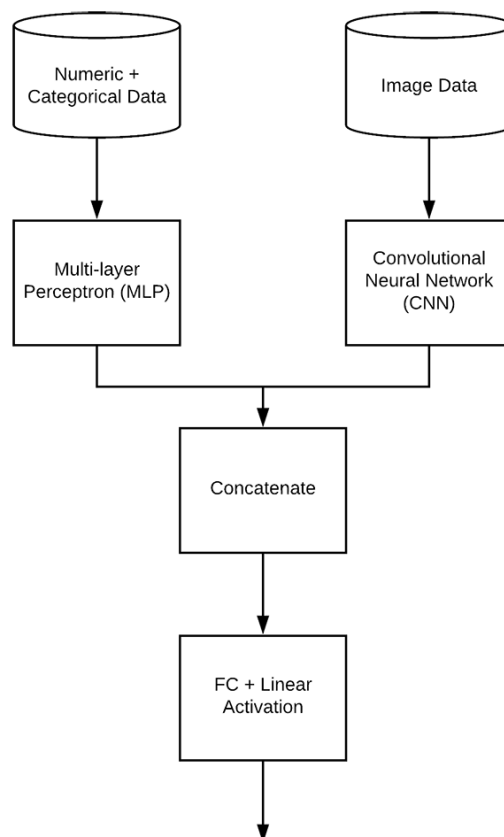 Numeric +
Categorical Data
Image Data
Multi-layer
Perceptron (MLP)
Convolutional
Neural Network
(CNN)
Concatenate
FC + Linear
Activation